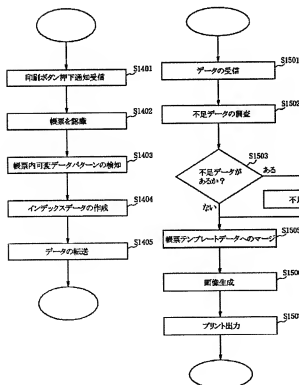 S1401
印刷ボタン押下通知受信
S1402
帳票を認識
S1403
帳票内可変データパターンの検知
S1404
インデックスデータの作成
S1405
データの転送
S1501
データの受信
S1502
不足データの調査
S1503
不足データが
あるか？
ある
ない
不足
S1505
帳票テンプレートデータへのマージ
S1506
画像生成
S1507
プリント出力